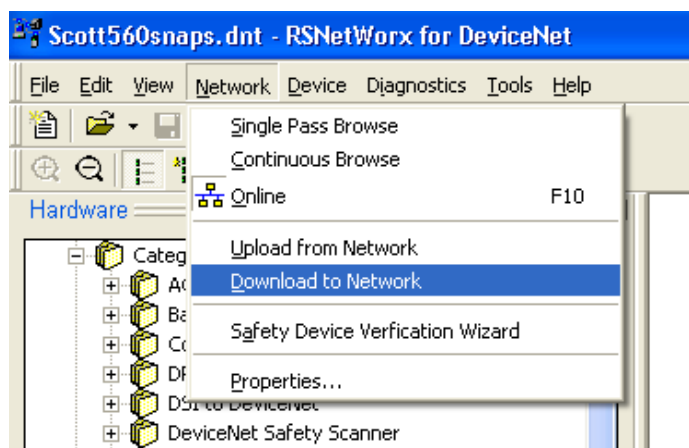 Scott560snaps.dnt - RSNetWorx for DeviceNet
File Edit View Network Device Diagnostics Tools Help
Single Pass Browse
Continuous Browse
Online F10
Upload from Network
Download to Network
Safety Device Verfication Wizard
Properties...
Hardware
Categ
Ba
DSI to DeviceNet
DeviceNet Safety Scanner